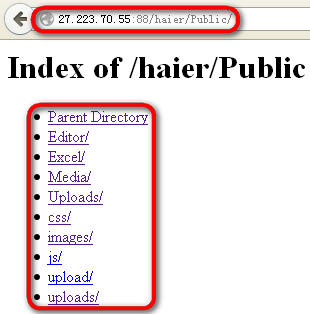 27.223.70.55:88/haier/Public/
Index of /haier/Public
Parent Directory
Editor/
Excel/
Media/
Uploads/
css/
images/
js/
upload/
uploads/